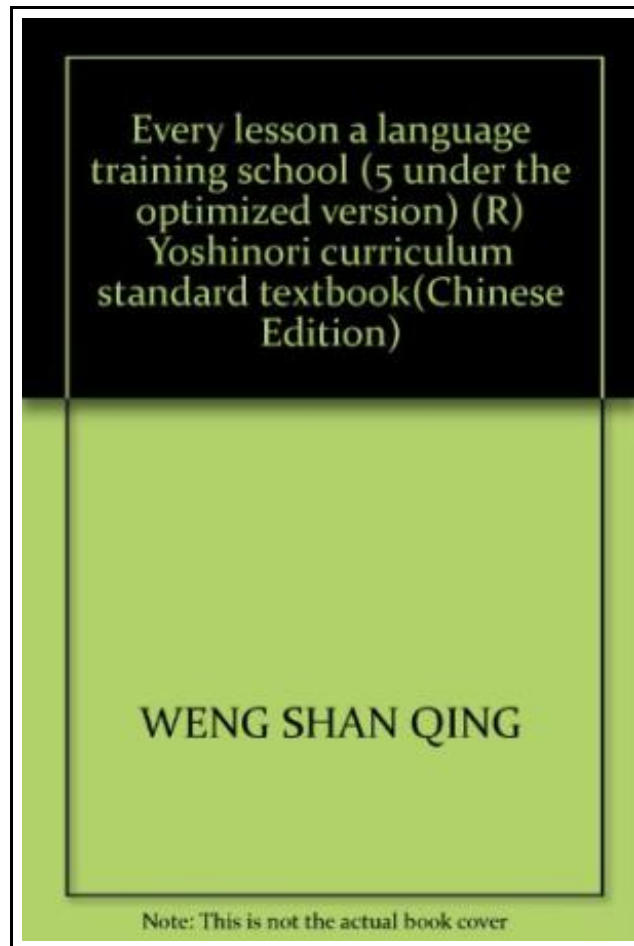 Every lesson a language
training school (5 under the
optimized version) (R)
Yoshinori curriculum
standard textbook(Chinese
Edition)
WENG SHAN QING
Note: This is not the actual book cover